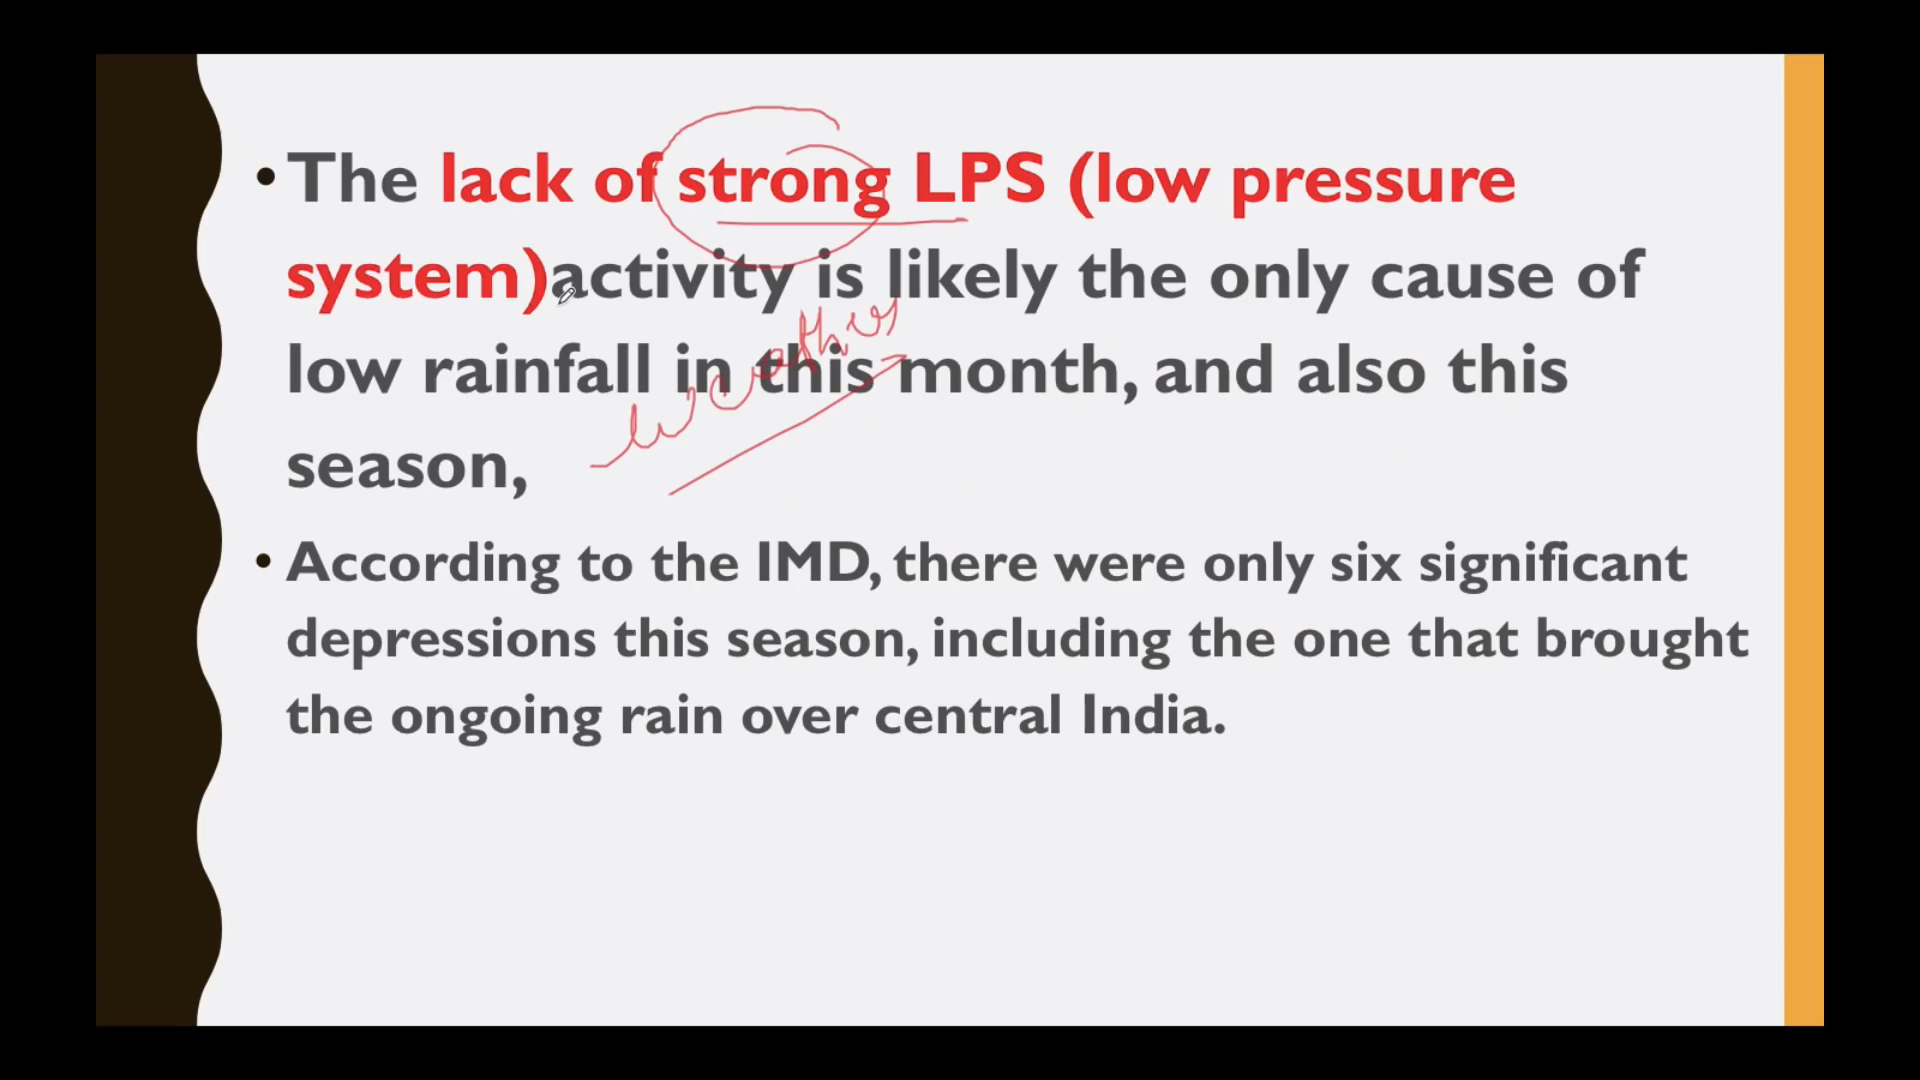 • The lack of strong LPS (low pressure
system)activity is likely the only cause of
low rainfall in this month, and also this
season,
• According to the IMD, there were only six significant
depressions this season, including the one that brought
the ongoing rain over central India.